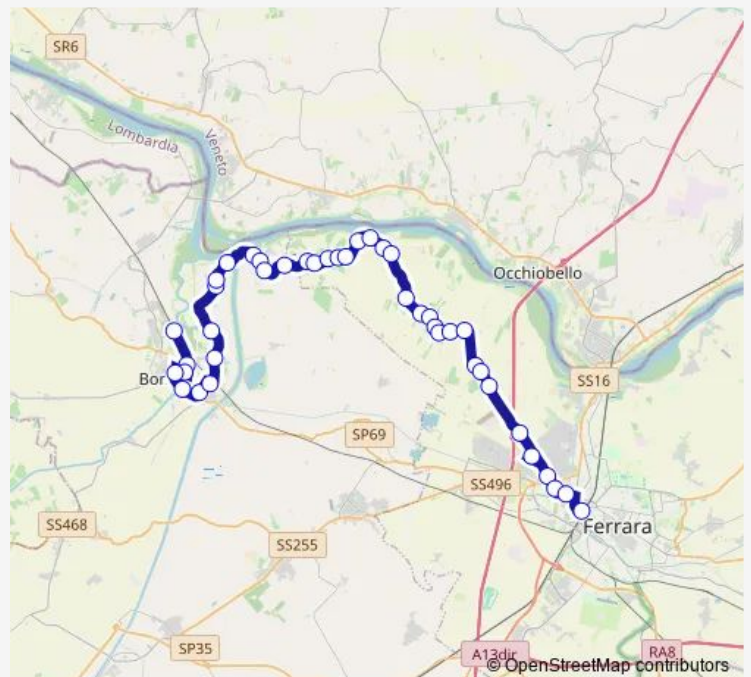 SR6
Lombardia
Veneto
Occhiobello
SS16
Bor
SP69
SS496
Ferrara
SS468
SS255
SP35
A13dir
RA8
© OpenStreetMap contributors